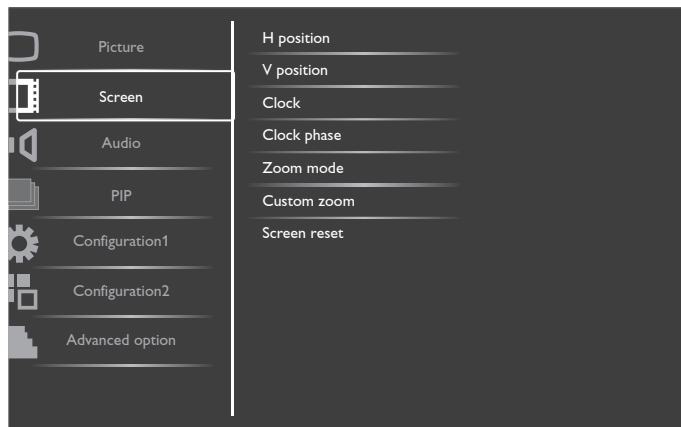 Picture
Screen
Audio
PIP
Configuration1
Configuration2
Advanced option
H position
V position
Clock
Clock phase
Zoom mode
Custom zoom
Screen reset